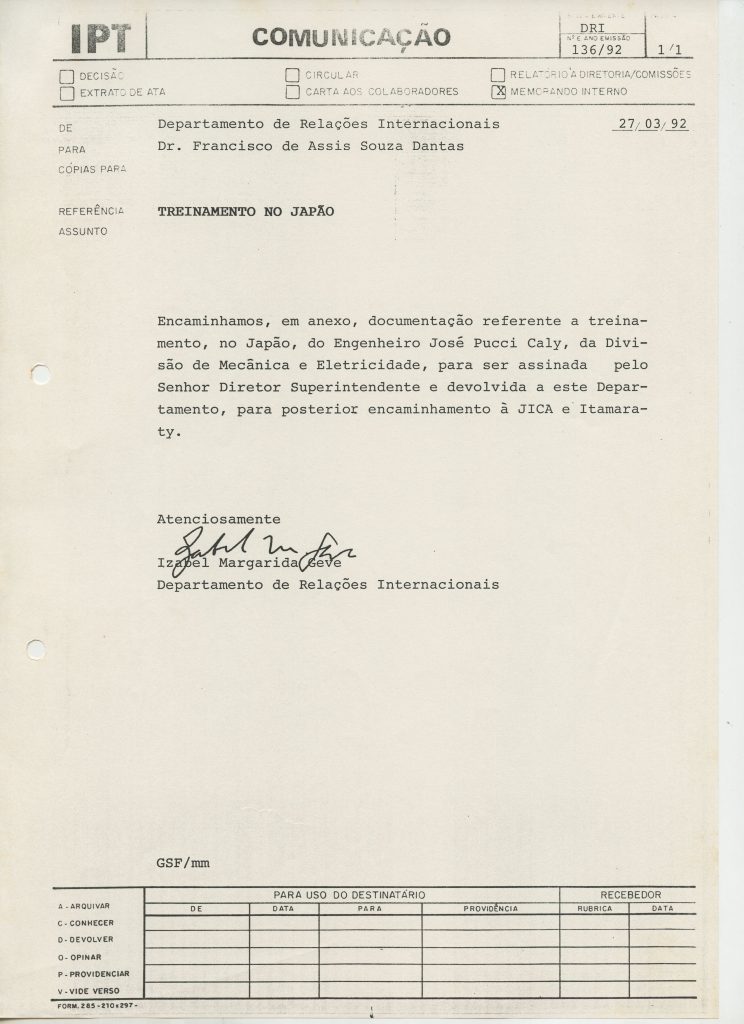 IPT
COMUNICAÇÃO
DRI
Nº E ANO EMISSÃO
136/92
1/1
DECISÃO
CIRCULAR
RELATÓRIO À DIRETORIA/COMISSÕES
EXTRATO DE ATA
CARTA AOS COLABORADORES
X MEMORANDO INTERNO
DE Departamento de Relações Internacionais 27/03/92
PARA Dr. Francisco de Assis Souza Dantas
CÓPIAS PARA
REFERÊNCIA TREINAMENTO NO JAPÃO
ASSUNTO
Encaminhamos, em anexo, documentação referente a treina-
mento, no Japão, do Engenheiro José Pucci Caly, da Divi-
são de Mecânica e Eletricidade, para ser assinada pelo
Senhor Diretor Superintendente e devolvida a este Depar-
tamento, para posterior encaminhamento à JICA e Itamara-
ty.
Atenciosamente
Izabel Margarida Geve
Departamento de Relações Internacionais
GSF/mm
PARA USO DO DESTINATÁRIO RECEBEDOR
DE DATA PARA PROVIDÊNCIA RUBRICA DATA
A - ARQUIVAR
C - CONHECER
D - DEVOLVER
O - OPINAR
P - PROVIDENCIAR
V - VIDE VERSO
FORM. 285 - 210x297 -